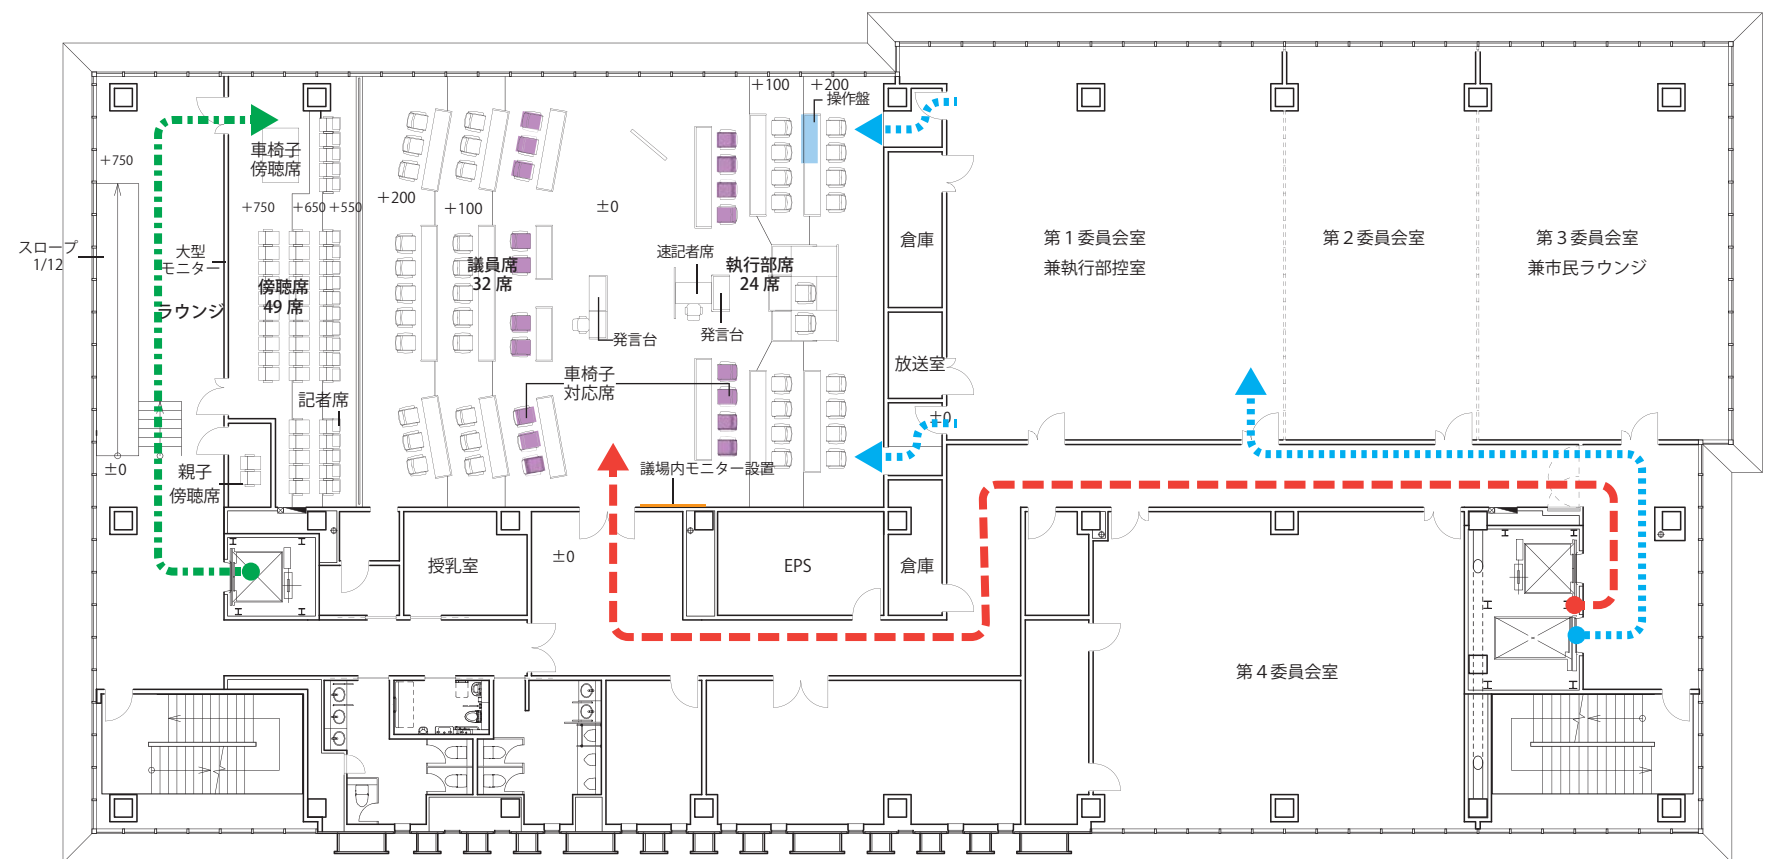 +100
+200
操作盤
車椅子
傍聴席
+750
+200
+750
+650
+550
+100
±0
スロープ
1/12
大型
モニター
ラウンジ
傍聴席
49 席
議員席
32 席
速記者席
執行部席
24 席
発言台
発言台
倉庫
第１委員会室
兼執行部控室
第２委員会室
第３委員会室
兼市民ラウンジ
放送室
車椅子
対応席
記者席
±0
±0
親子
傍聴席
議場内モニター設置
授乳室
±0
EPS
倉庫
第４委員会室